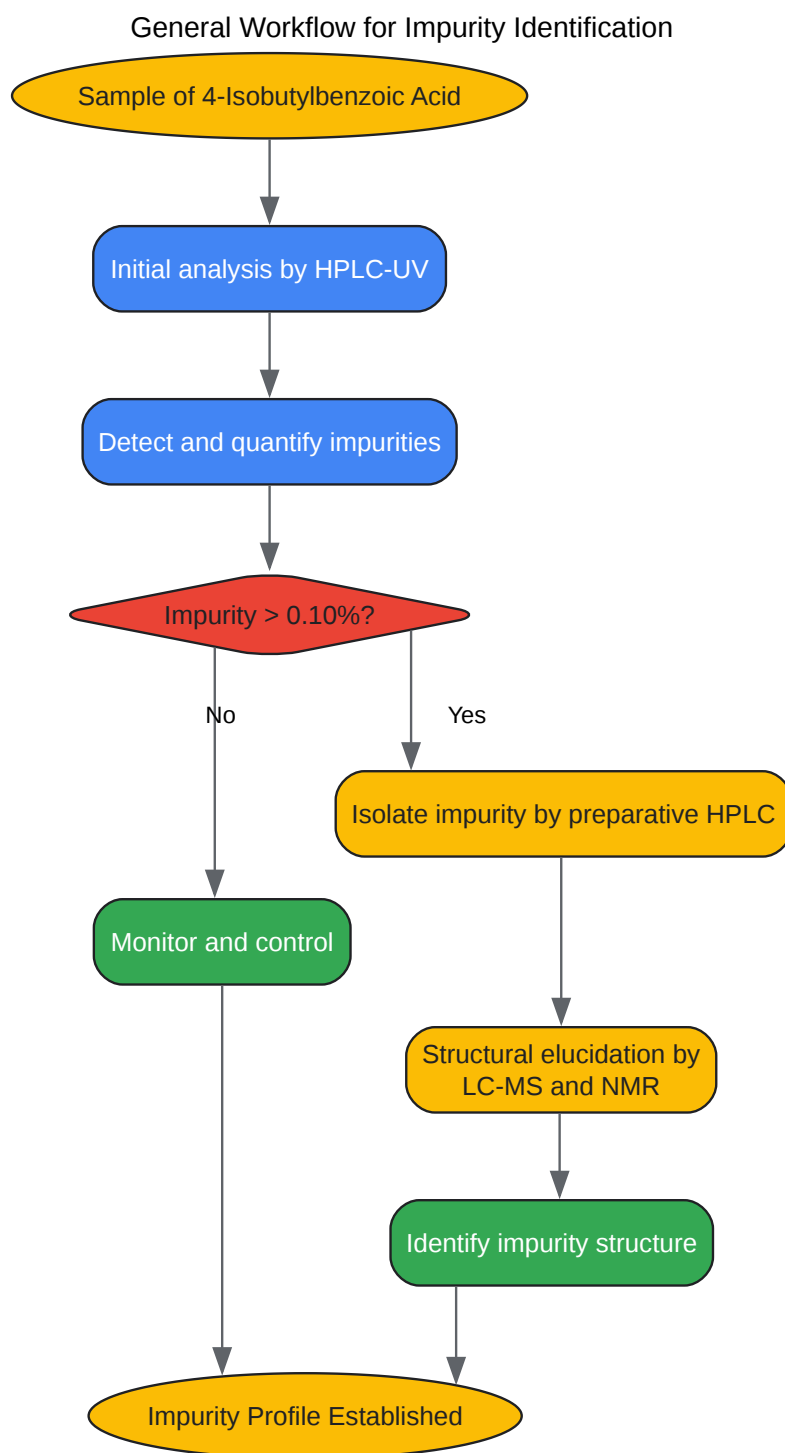 General Workflow for Impurity Identification
Sample of 4-Isobutylbenzoic Acid
Initial analysis by HPLC-UV
Detect and quantify impurities
Impurity > 0.10%?
No
Yes
Isolate impurity by preparative HPLC
Monitor and control
Structural elucidation by
LC-MS and NMR
Identify impurity structure
Impurity Profile Established